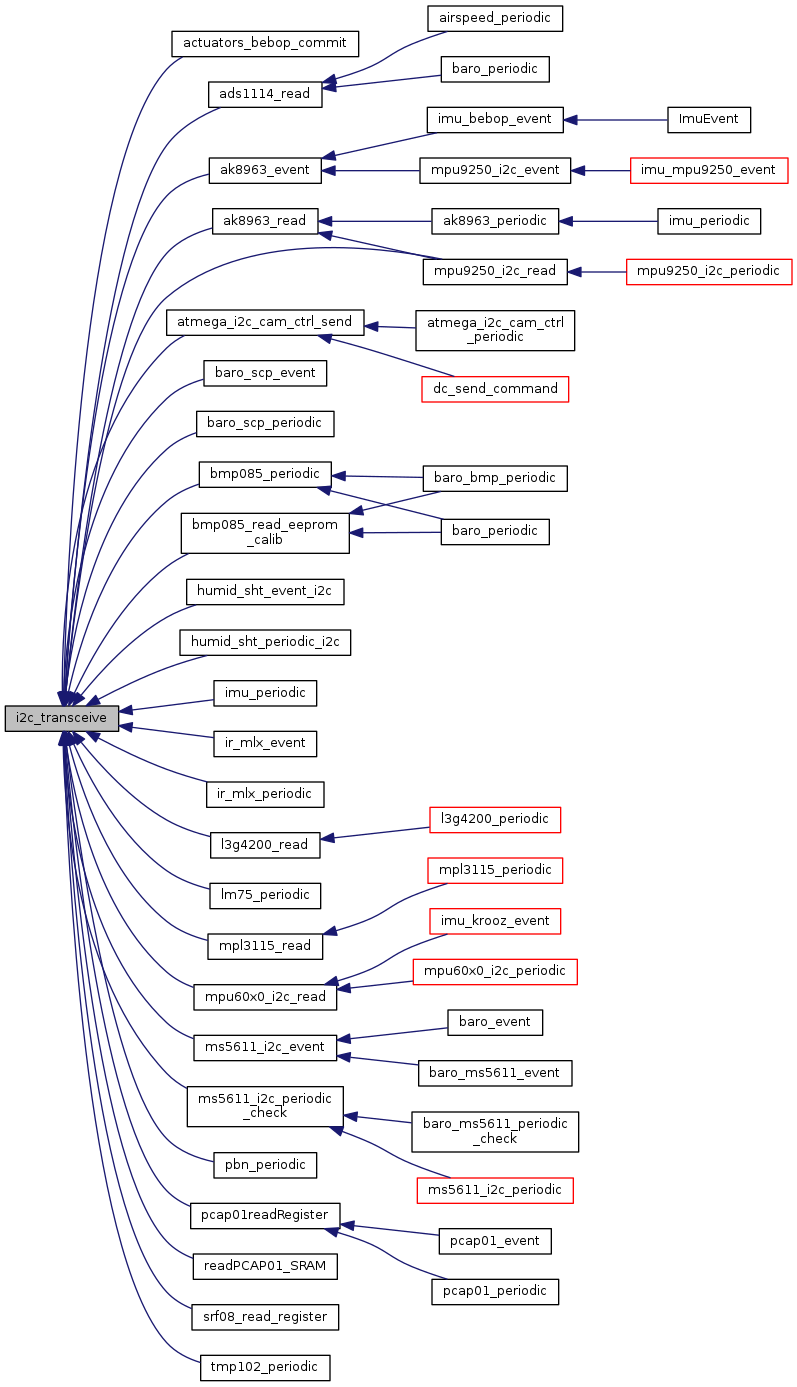 airspeed_periodic
actuators_bebop_commit
baro_periodic
ads1114_read
imu_bebop_event
ImuEvent
ak8963_event
mpu9250_i2c_event
imu_mpu9250_event
ak8963_read
ak8963_periodic
imu_periodic
mpu9250_i2c_read
mpu9250_i2c_periodic
atmega_i2c_cam_ctrl_send
atmega_i2c_cam_ctrl
_periodic
baro_scp_event
dc_send_command
baro_scp_periodic
bmp085_periodic
baro_bmp_periodic
bmp085_read_eeprom
_calib
baro_periodic
humid_sht_event_i2c
humid_sht_periodic_i2c
imu_periodic
i2c_transceive
ir_mlx_event
ir_mlx_periodic
l3g4200_periodic
l3g4200_read
mpl3115_periodic
lm75_periodic
imu_krooz_event
mpl3115_read
mpu60x0_i2c_periodic
mpu60x0_i2c_read
baro_event
ms5611_i2c_event
baro_ms5611_event
ms5611_i2c_periodic
_check
baro_ms5611_periodic
_check
pbn_periodic
ms5611_i2c_periodic
pcap01readRegister
pcap01_event
readPCAP01_SRAM
pcap01_periodic
srf08_read_register
tmp102_periodic